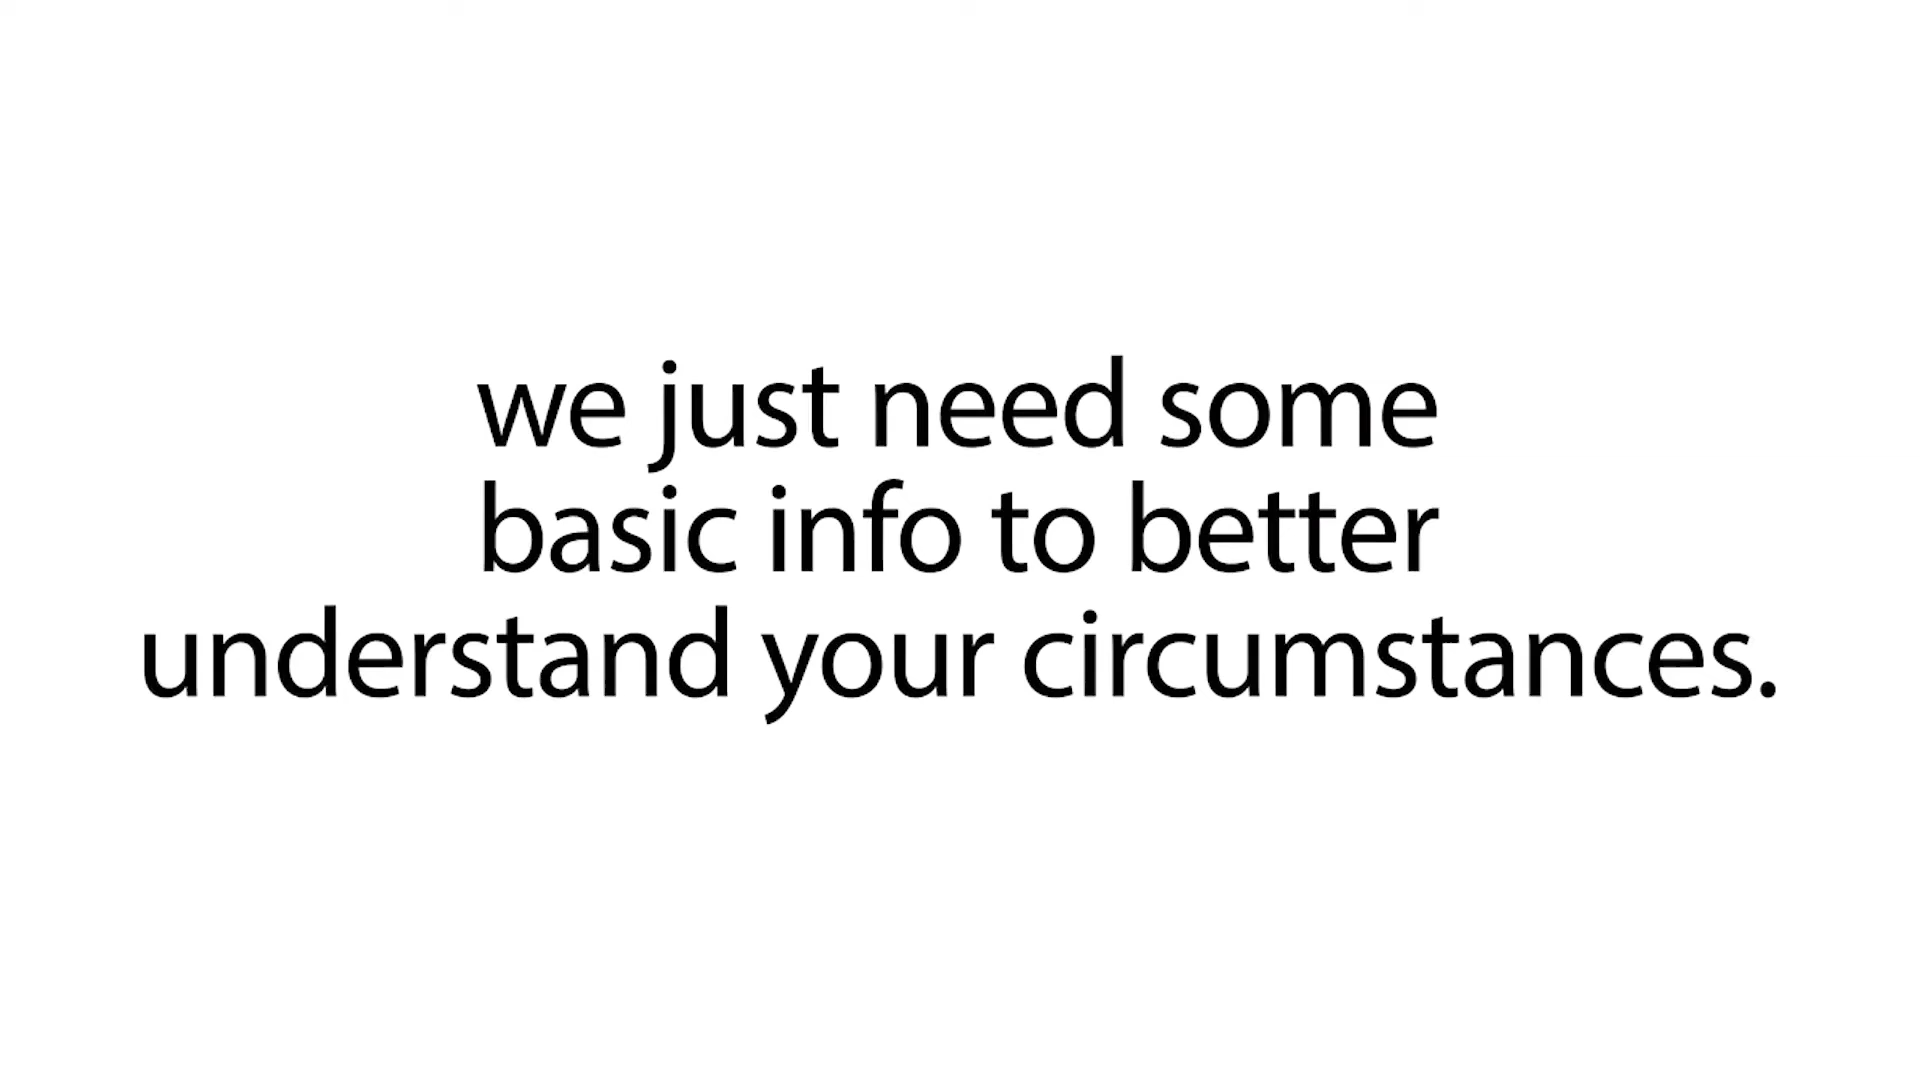 we just need some
basic info to better
understand your circumstances.